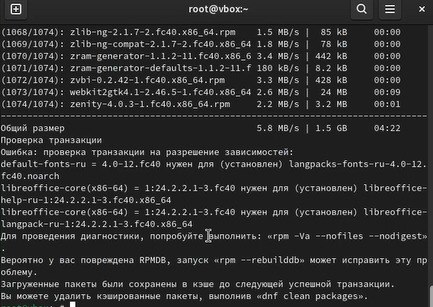 root@vbox:~
(1068/1074): zlib-ng-2.1.7-2.fc40.x86_64.rpm 1.5 MB/s | 85 kB 00:00
(1069/1074): zlib-ng-compat-2.1.7-2.fc40.x86_64 1.8 MB/s | 78 kB 00:00
(1070/1074): zram-generator-1.1.2-11.fc40.x86_6 3.4 MB/s | 442 kB 00:00
(1071/1074): zram-generator-defaults-1.1.2-11.f 180 kB/s | 8.2 kB 00:00
(1072/1074): zvbi-0.2.42-1.fc40.x86_64.rpm 3.3 MB/s | 428 kB 00:00
(1073/1074): webkit2gtk4.1-2.46.5-1.fc40.x86_64 2.6 MB/s | 24 MB 00:09
(1074/1074): zenity-4.0.3-1.fc40.x86_64.rpm 2.2 MB/s | 3.2 MB 00:01
Общий размер 5.8 MB/s | 1.5 GB 04:22
Проверка транзакции
Ошибка: проверка транзакции на разрешение зависимостей:
default-fonts-ru = 4.0-12.fc40 нужен для (установлен) langpacks-fonts-ru-4.0-12.
fc40.noarch
libreoffice-core(x86-64) = 1:24.2.2.1-3.fc40 нужен для (установлен) libreoffice-
help-ru-1:24.2.2.1-3.fc40.x86_64
libreoffice-core(x86-64) = 1:24.2.2.1-3.fc40 нужен для (установлен) libreoffice-
langpack-ru-1:24.2.2.1-3.fc40.x86_64
Для проведения диагностики, попробуйте выполнить: «rpm -Va --nofiles --nodigest»
.
Вероятно у вас повреждена RPMDB, запуск «rpm --rebuilddb» может исправить эту пр
облему.
Загруженные пакеты были сохранены в кэше до следующей успешной транзакции.
Вы можете удалить кэшированные пакеты, выполнив «dnf clean packages».